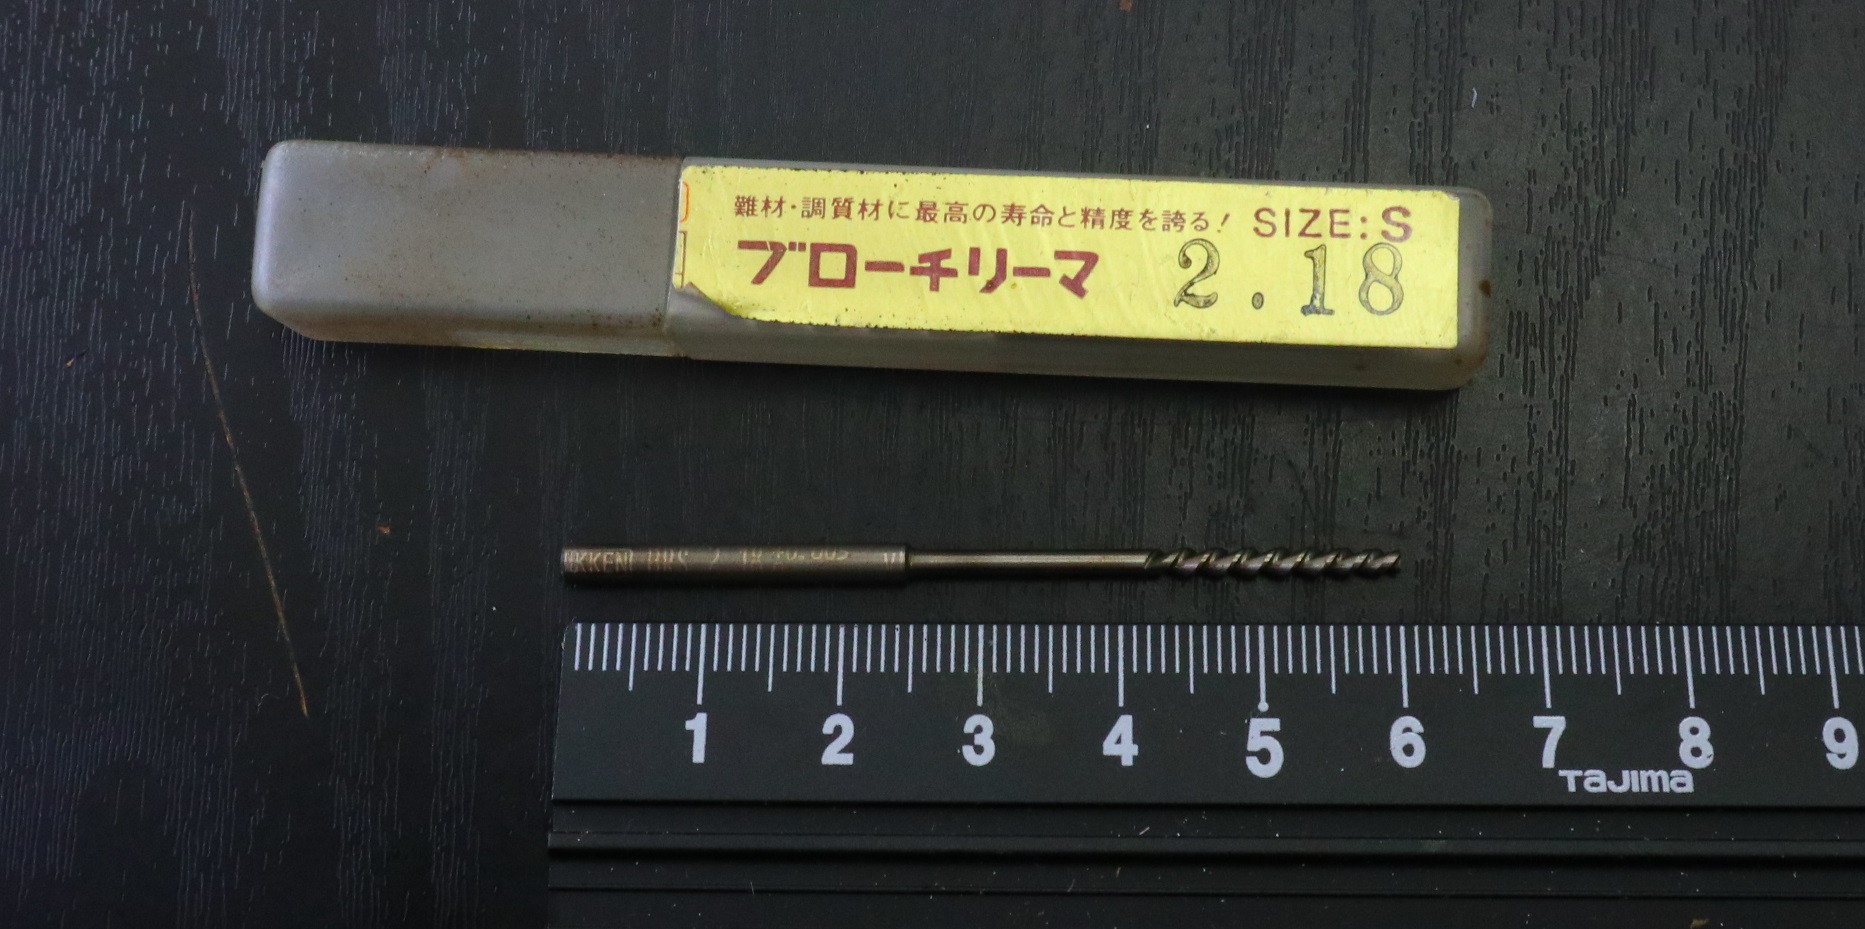 難材・調質材に最高の寿命と精度を誇る! SIZE:S
ブローチリーマ 2.18
1 2 3 4 5 6 7 8 9
TaJIma